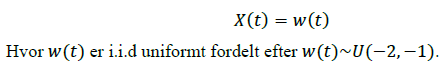 X(t) = w(t)
Hvor w(t) er i.i.d uniformt fordelt efter w(t)~U(−2, −1).